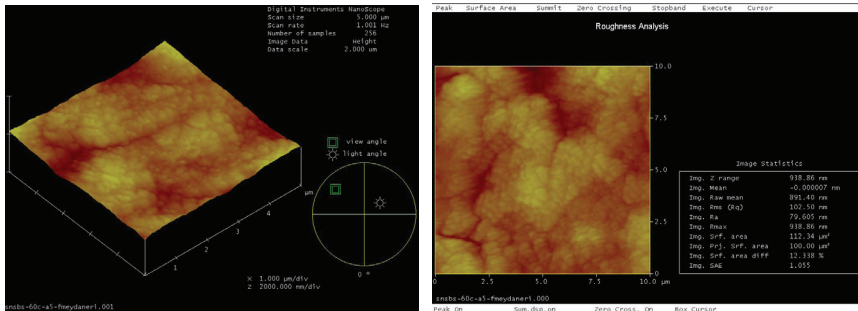 Digital Instruments NanoScope
Scan size 5.000 µm
Scan rate 1.001 Hz
Number of samples 256
Image Data Height
Data scale 2.000 um
view angle
light angle
µm
4
3
2
1
X 1.000 µm/div
Z 2000.000 nm/div
0 °
snsbs-60c-a5-fmeydaneri.001
Peak Surface Area Summit Zero Crossing Stopband Execute Cursor
Roughness Analysis
10.0
7.5
5.0
2.5
0
0 2.5 5.0 7.5 10.0
µm
Image Statistics
Img. Z range 938.86 nm
Img. Mean -0.000007 nm
Img. Raw mean 891.40 nm
Img. Rms (Rq) 102.50 nm
Img. Ra 79.605 nm
Img. Rmax 938.86 nm
Img. Srf. area 112.34 µm²
Img. Prj. Srf. area 100.00 µm²
Img. Srf. area diff 12.338 %
Img. SAE 1.055
snsbs-60c-a5-fmeydaneri.000
Peak On Sum.dsp.on Zero Cross. On Box Cursor